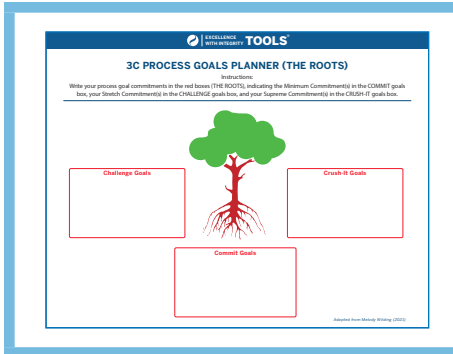 EXCELLENCE
WITH INTEGRITY TOOLS®
3C PROCESS GOALS PLANNER (THE ROOTS)
Instructions:
Write your process goal commitments in the red boxes (THE ROOTS), indicating the Minimum Commitment(s) in the COMMIT goals
box, your Stretch Commitment(s) in the CHALLENGE goals box, and your Supreme Commitment(s) in the CRUSH-IT goals box.
Challenge Goals
Crush-It Goals
Commit Goals
Adapted from Melody Wilding (2021)